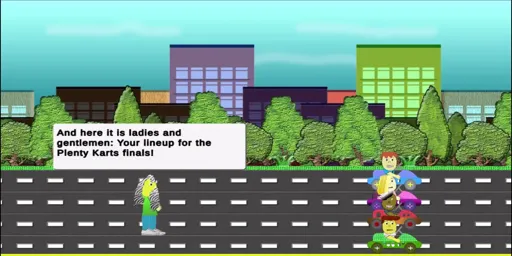 And here it is ladies and
gentlemen: Your lineup for the
Plenty Karts finals!